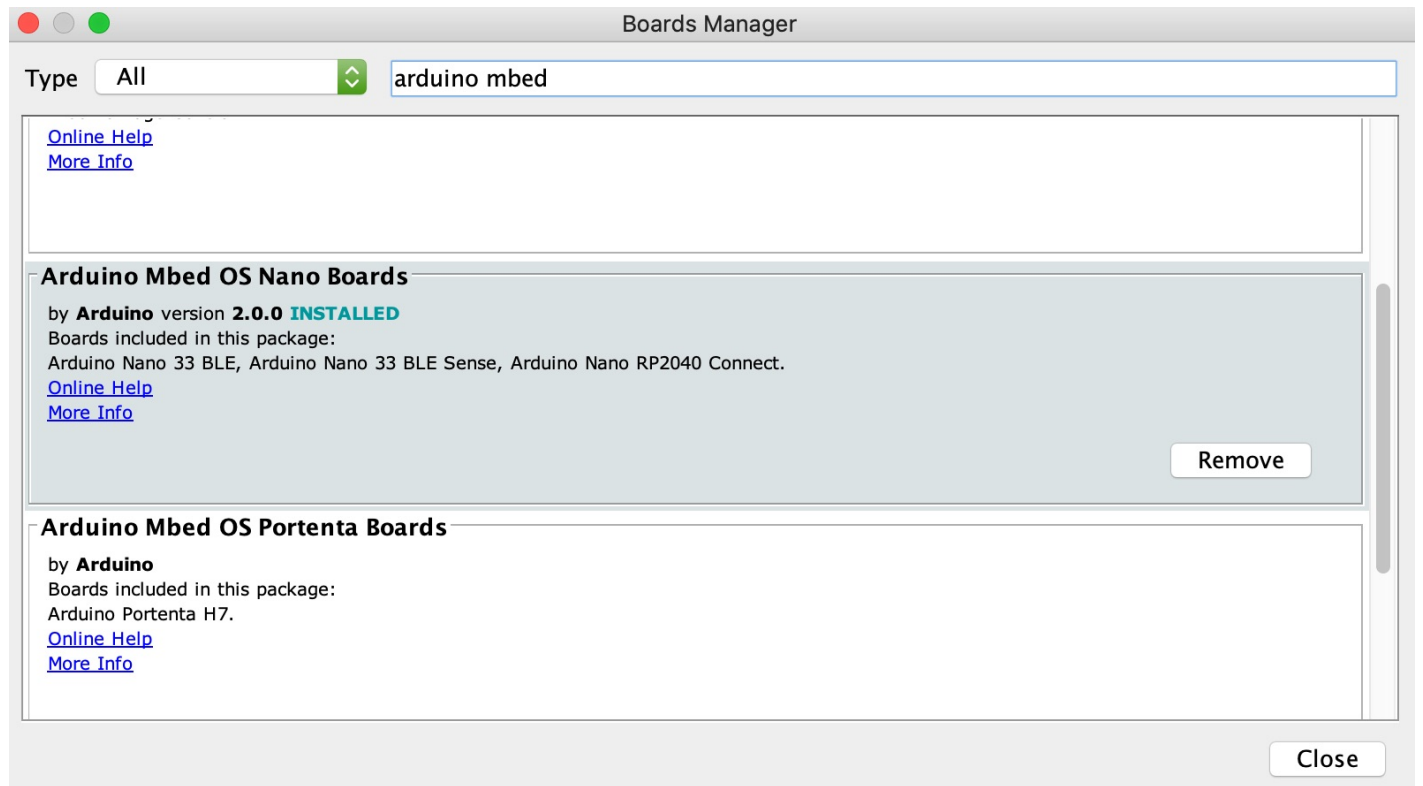 Boards Manager
Type All arduino mbed
Online Help
More Info
Arduino Mbed OS Nano Boards
by Arduino version 2.0.0 INSTALLED
Boards included in this package:
Arduino Nano 33 BLE, Arduino Nano 33 BLE Sense, Arduino Nano RP2040 Connect.
Online Help
More Info
Remove
Arduino Mbed OS Portenta Boards
by Arduino
Boards included in this package:
Arduino Portenta H7.
Online Help
More Info
Close